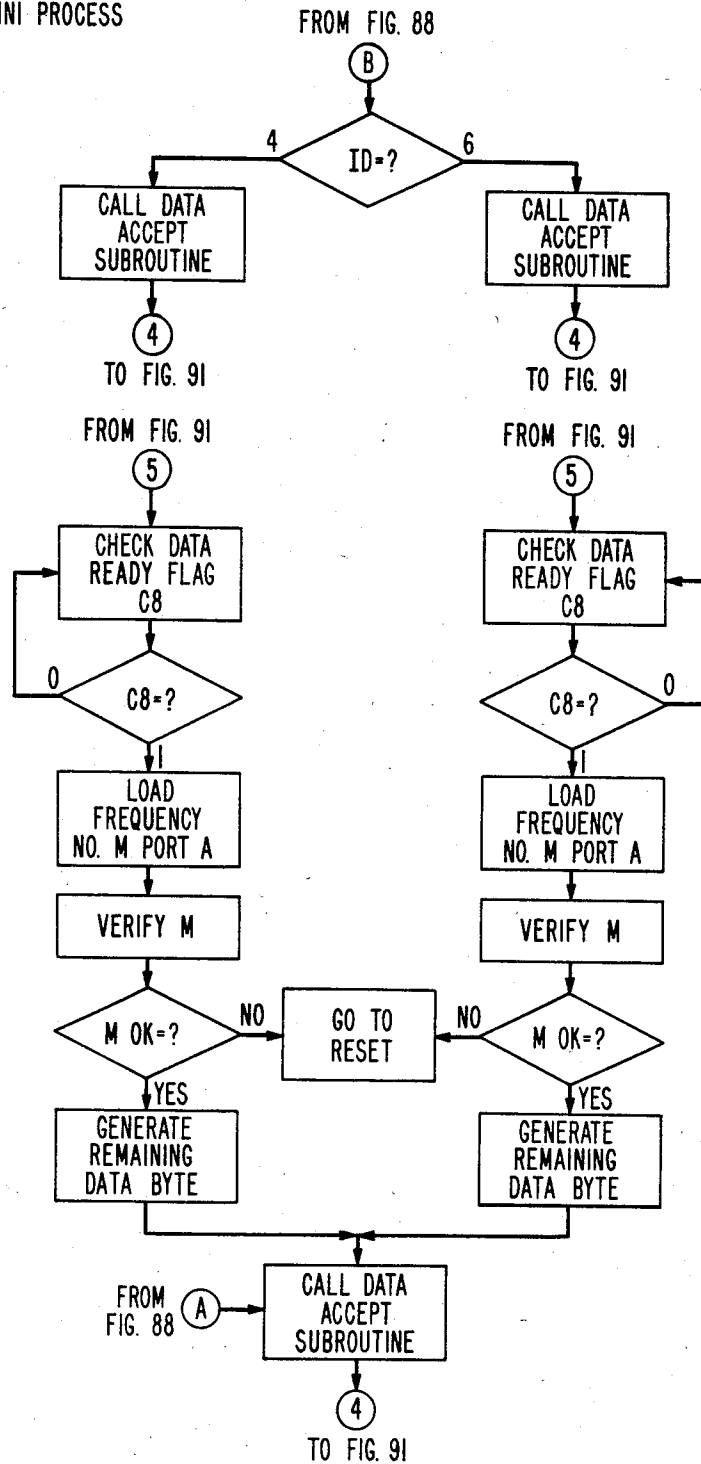 INI PROCESS
FROM FIG. 88
B
ID=?
4
6
CALL DATA
ACCEPT
SUBROUTINE
4
TO FIG. 91
CALL DATA
ACCEPT
SUBROUTINE
4
TO FIG. 91
FROM FIG. 91
5
CHECK DATA
READY FLAG
C8
C8=?
0
1
LOAD
FREQUENCY
NO. M PORT A
VERIFY M
M OK=?
NO
YES
GENERATE
REMAINING
DATA BYTE
FROM FIG. 91
5
CHECK DATA
READY FLAG
C8
C8=?
0
1
LOAD
FREQUENCY
NO. M PORT A
VERIFY M
M OK=?
NO
YES
GENERATE
REMAINING
DATA BYTE
GO TO
RESET
FROM
FIG. 88
A
CALL DATA
ACCEPT
SUBROUTINE
4
TO FIG. 91